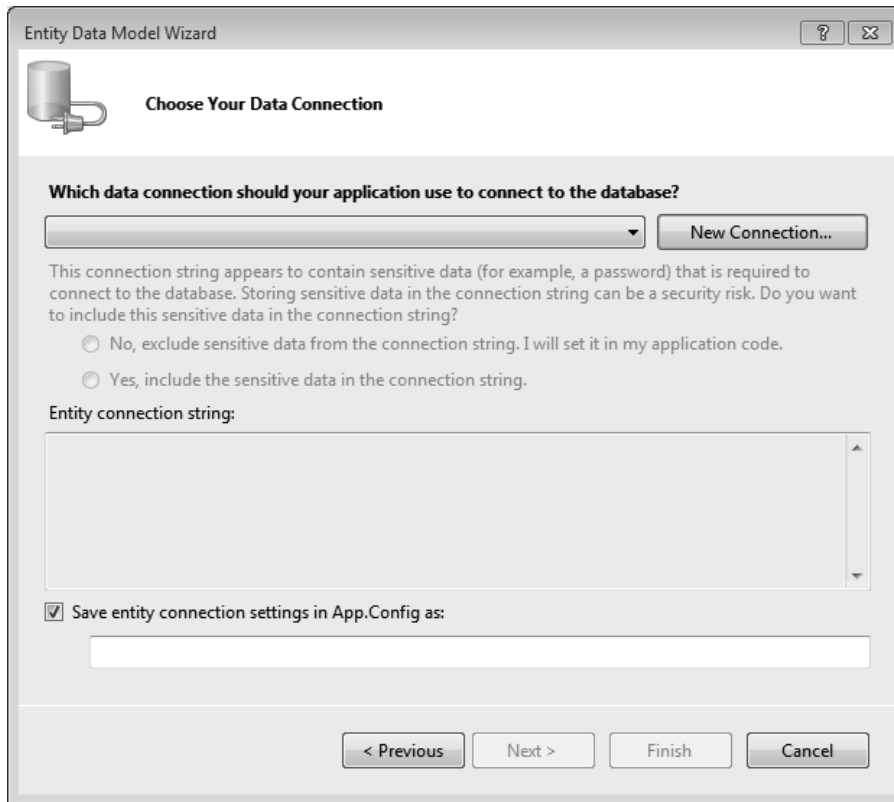 Entity Data Model Wizard
?
Choose Your Data Connection
Which data connection should your application use to connect to the database?
New Connection...
This connection string appears to contain sensitive data (for example, a password) that is required to
connect to the database. Storing sensitive data in the connection string can be a security risk. Do you want
to include this sensitive data in the connection string?
No, exclude sensitive data from the connection string. I will set it in my application code.
Yes, include the sensitive data in the connection string.
Entity connection string:
Save entity connection settings in App.Config as:
< Previous Next > Finish Cancel